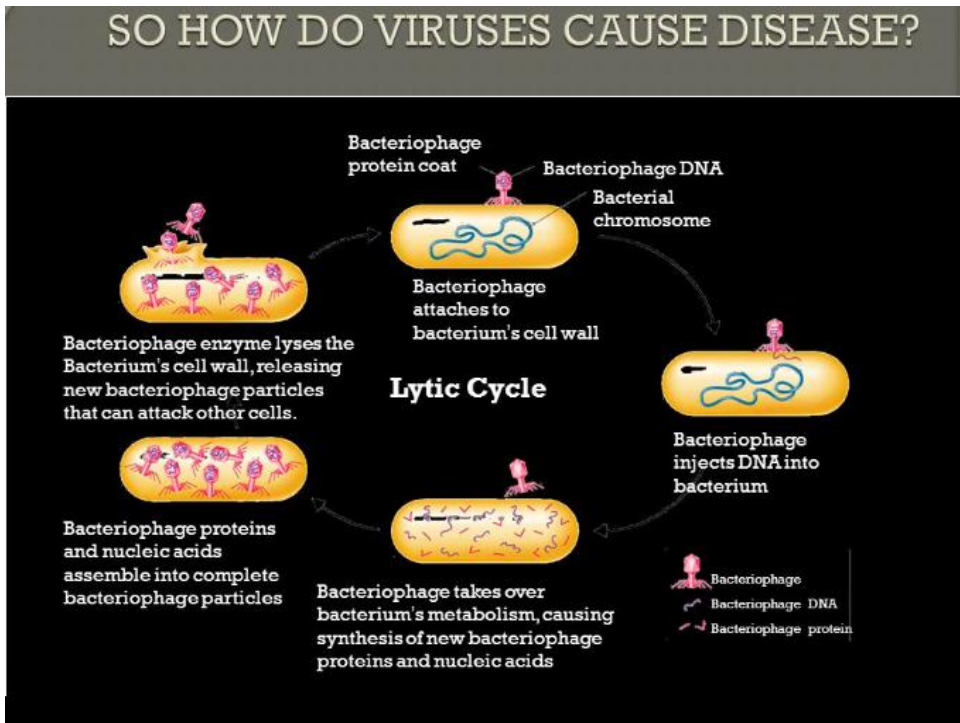 SO HOW DO VIRUSES CAUSE DISEASE?
Bacteriophage
protein coat
Bacteriophage DNA
Bacterial
chromosome
Bacteriophage
attaches to
bacterium's cell wall
Bacteriophage
injects DNA into
bacterium
Bacteriophage takes over
bacterium's metabolism, causing
synthesis of new bacteriophage
proteins and nucleic acids
Bacteriophage proteins
and nucleic acids
assemble into complete
bacteriophage particles
Bacteriophage enzyme lyses the
Bacterium's cell wall, releasing
new bacteriophage particles
that can attack other cells.
Lytic Cycle
Bacteriophage
Bacteriophage DNA
Bacteriophage protein